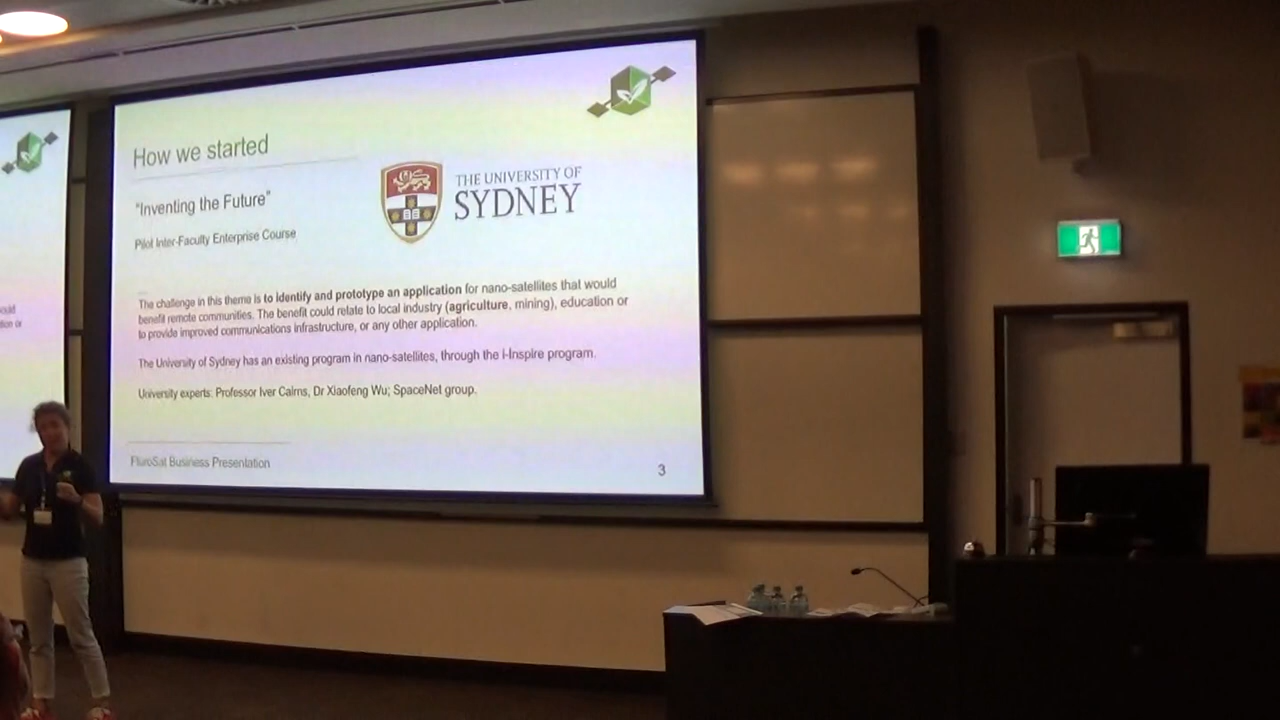 How we started
"Inventing the Future"
Pilot Inter-Faculty Enterprise Course
THE UNIVERSITY OF
SYDNEY
The challenge in this theme is to identify and prototype an application for nano-satellites that would
benefit remote communities. The benefit could relate to local industry (agriculture, mining), education or
to provide improved communications infrastructure, or any other application.
The University of Sydney has an existing program in nano-satellites, through the i-Inspire program.
University experts: Professor Iver Cairns, Dr Xiaofeng Wu; SpaceNet group.
FluroSat Business Presentation
3